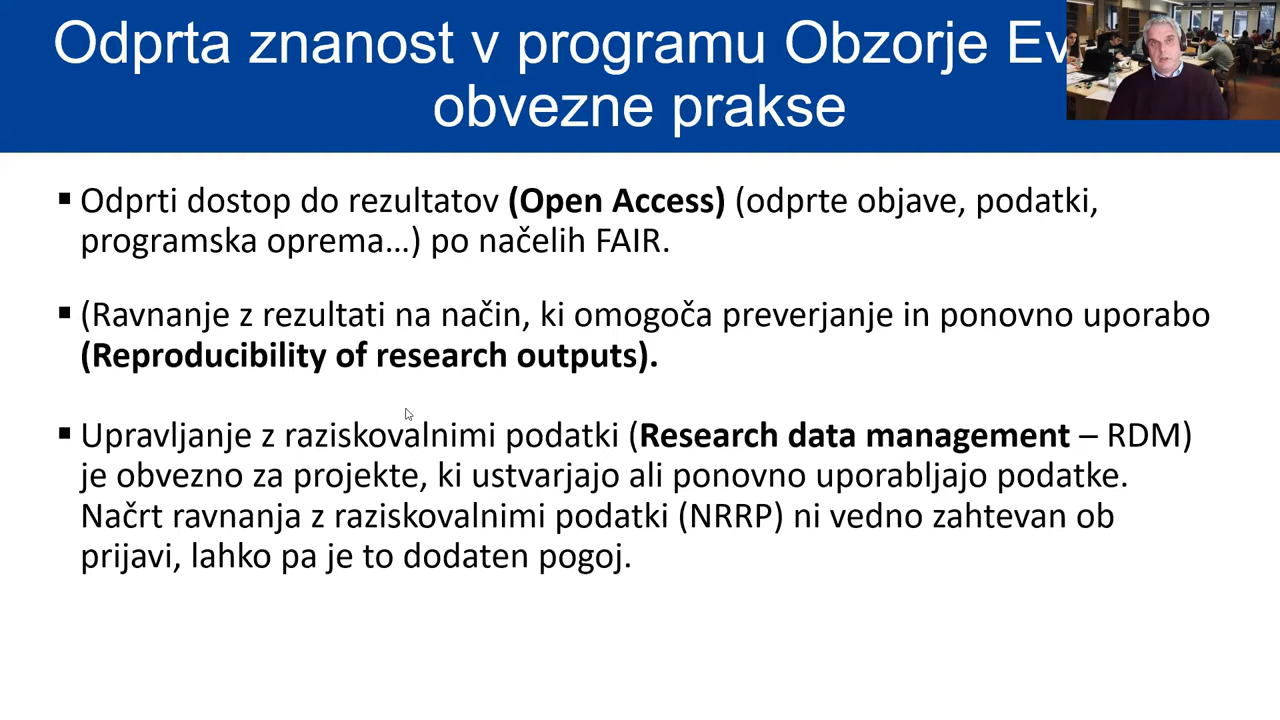 Odprta znanost v programu Obzorje
obvezne prakse
▪ Odprti dostop do rezultatov (Open Access) (odprte objave, podatki,
programska oprema…) po načelih FAIR.
▪ (Ravnanje z rezultati na način, ki omogoča preverjanje in ponovno uporabo
(Reproducibility of research outputs).
▪ Upravljanje z raziskovalnimi podatki (Research data management – RDM)
je obvezno za projekte, ki ustvarjajo ali ponovno uporabljajo podatke.
Načrt ravnanja z raziskovalnimi podatki (NRRP) ni vedno zahtevan ob
prijavi, lahko pa je to dodaten pogoj.